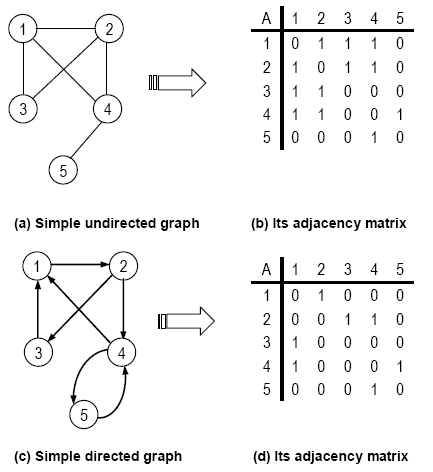 1 2
3 4
5
A 1 2 3 4 5
1 0 1 1 1 0
2 1 0 1 1 0
3 1 1 0 0 0
4 1 1 0 0 1
5 0 0 0 1 0
(a) Simple undirected graph
(b) Its adjacency matrix
1 2
3 4
5
A 1 2 3 4 5
1 0 1 0 0 0
2 0 0 1 1 0
3 1 0 0 0 0
4 1 0 0 0 1
5 0 0 0 1 0
(c) Simple directed graph
(d) Its adjacency matrix